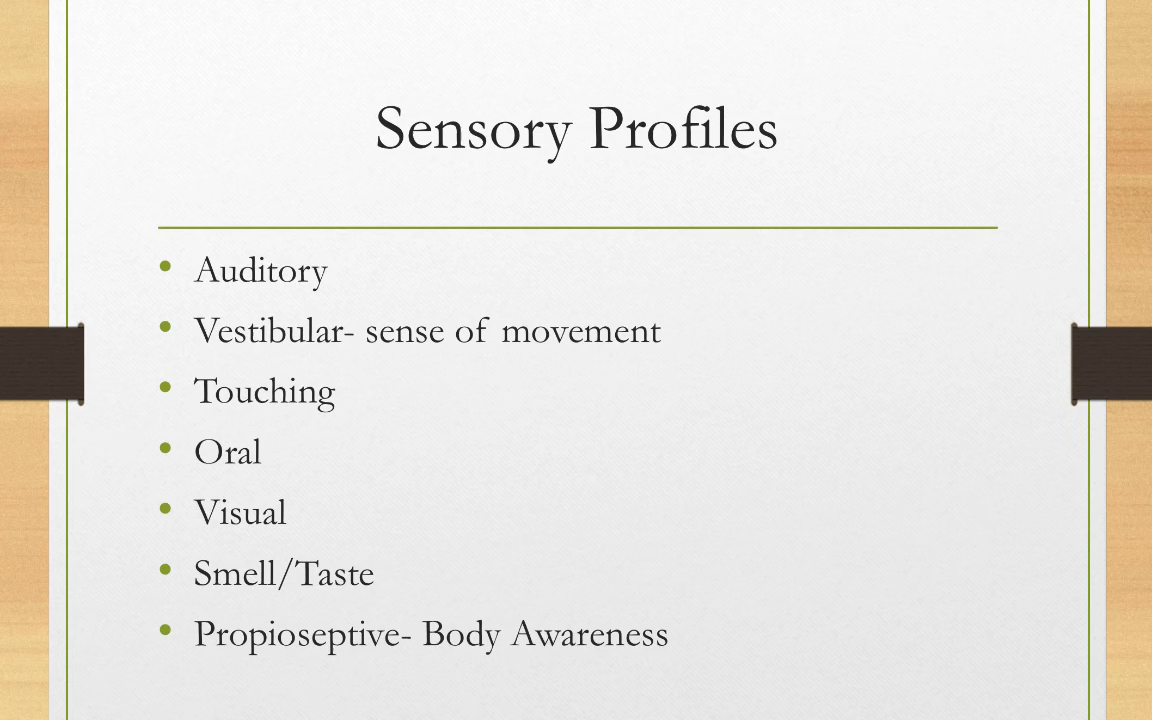 Sensory Profiles
• Auditory
• Vestibular- sense of movement
• Touching
• Oral
• Visual
• Smell/Taste
• Propioseptive- Body Awareness